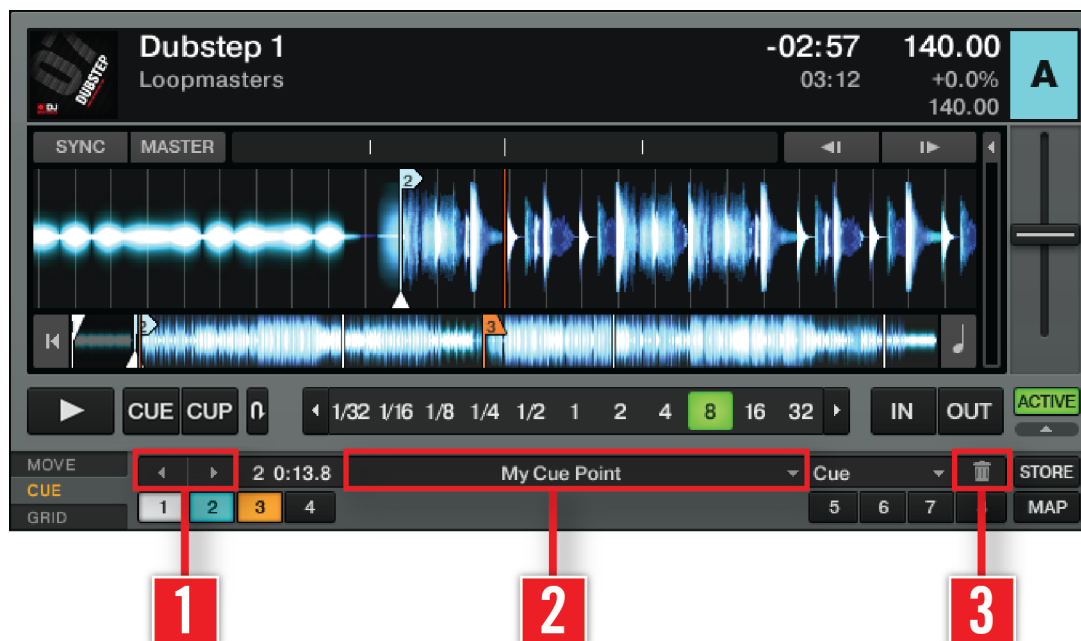 Dubstep 1
Loopmasters
-02:57
03:12
140.00
+0.0%
140.00
A
DJ
DUBSTEP
SYNC
MASTER
2
2
3
CUE
CUP
1/32 1/16 1/8 1/4 1/2 1 2 4 8 16 32
IN
OUT
ACTIVE
MOVE
CUE
GRID
2 0:13.8
My Cue Point
Cue
STORE
1 2 3 4
5 6 7 8
MAP
1
2
3